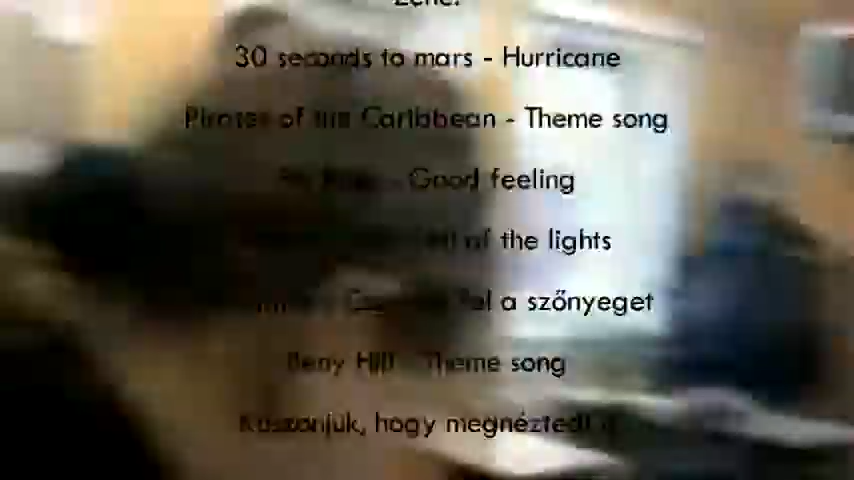 Zene:
30 seconds to mars - Hurricane
Pirates of the Caribbean - Theme song
Good feeling
of the lights
fel a szőnyeget
Beny Hill - Theme song
Köszönjük, hogy megnézted!